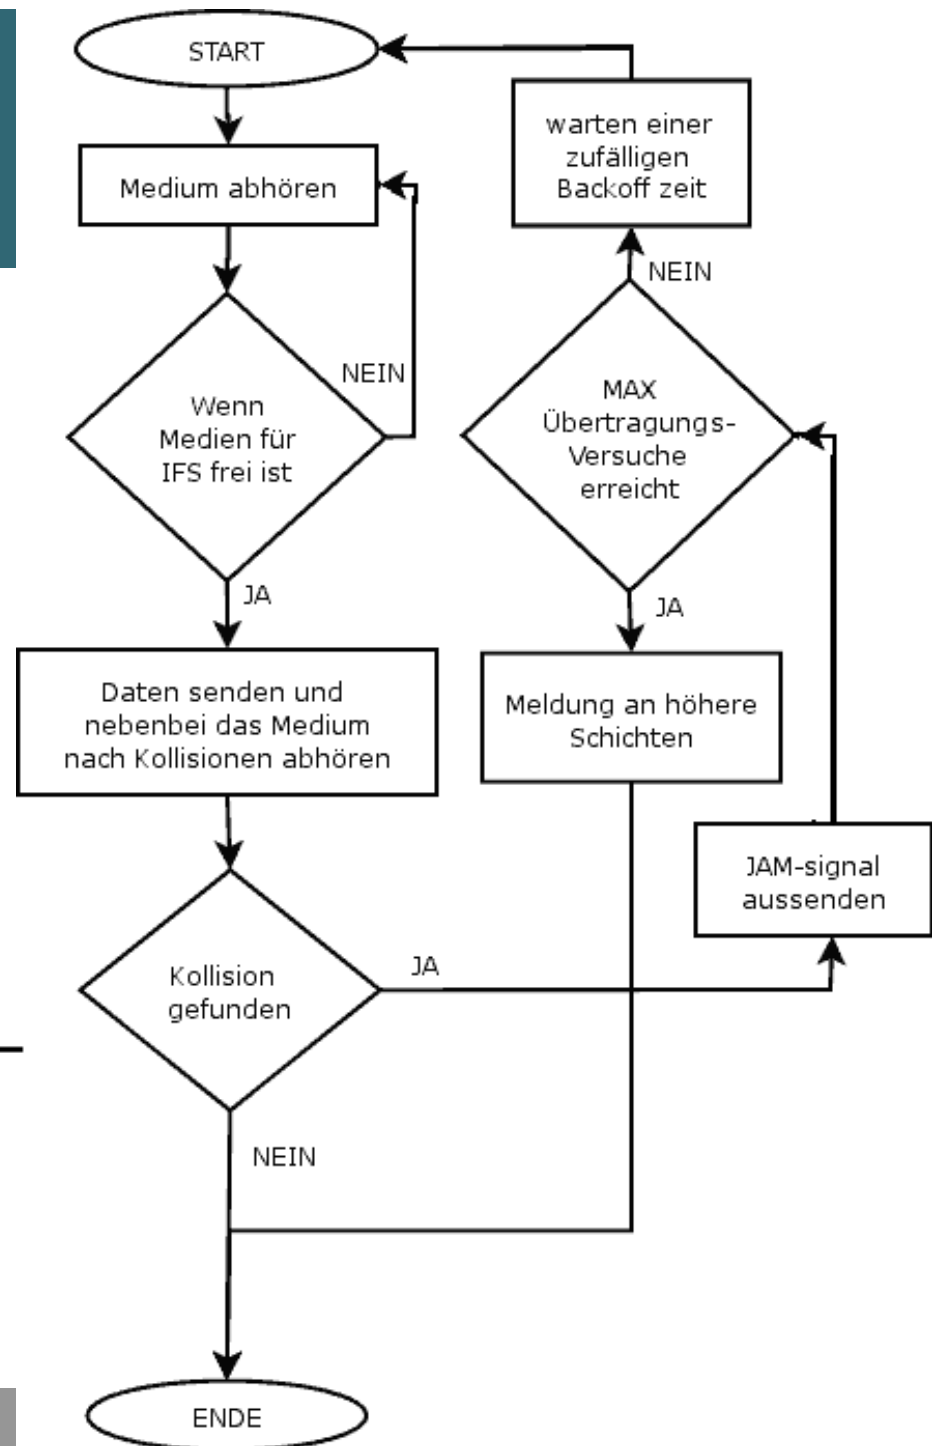 START
Medium abhören
NEIN
Wenn
Medien für
IFS frei ist
JA
Daten senden und
nebenbei das Medium
nach Kollisionen abhören
Kollision
gefunden
JA
NEIN
ENDE
warten einer
zufälligen
Backoff zeit
NEIN
MAX
Übertragungs-
Versuche
erreicht
JA
Meldung an höhere
Schichten
JAM-signal
aussenden